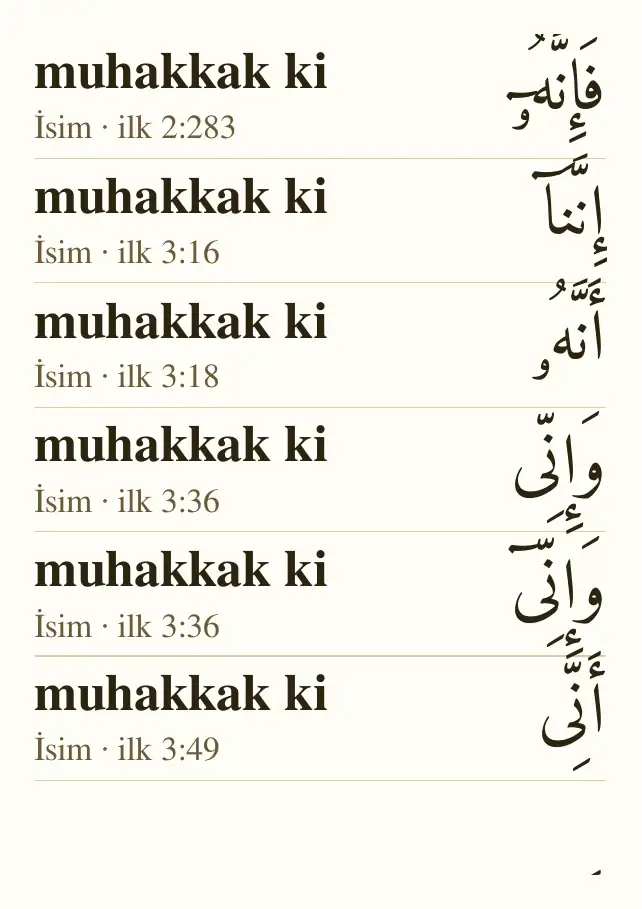 muhakkak ki فَإِنَّهُۥٓ
İsim · ilk 2:283
muhakkak ki إِنَّنَآ
İsim · ilk 3:16
muhakkak ki أَنَّهُۥ
İsim · ilk 3:18
muhakkak ki وَإِنِّى
İsim · ilk 3:36
muhakkak ki وَإِنِّىٓ
İsim · ilk 3:36
muhakkak ki أَنِّى
İsim · ilk 3:49